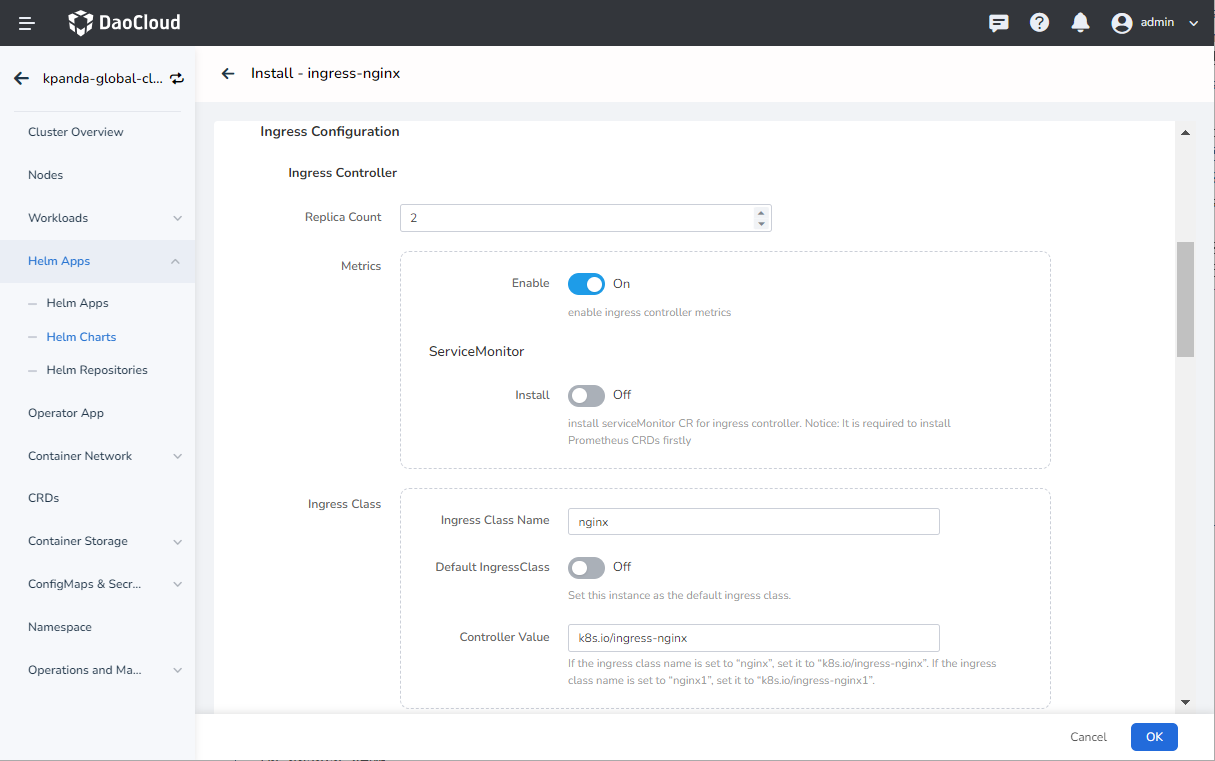 DaoCloud
admin
kpanda-global-cl...
Install - ingress-nginx
Cluster Overview
Nodes
Workloads
Helm Apps
Helm Apps
Helm Charts
Helm Repositories
Operator App
Container Network
CRDs
Container Storage
ConfigMaps & Secr...
Namespace
Operations and Ma...
Ingress Configuration
Ingress Controller
Replica Count
2
Metrics
Enable
On
enable ingress controller metrics
ServiceMonitor
Install
Off
install serviceMonitor CR for ingress controller. Notice: It is required to install
Prometheus CRDs firstly
Ingress Class
Ingress Class Name
nginx
Default IngressClass
Off
Set this instance as the default ingress class.
Controller Value
k8s.io/ingress-nginx
If the ingress class name is set to “nginx”, set it to “k8s.io/ingress-nginx”. If the ingress
class name is set to “nginx1”, set it to “k8s.io/ingress-nginx1”.
Cancel
OK